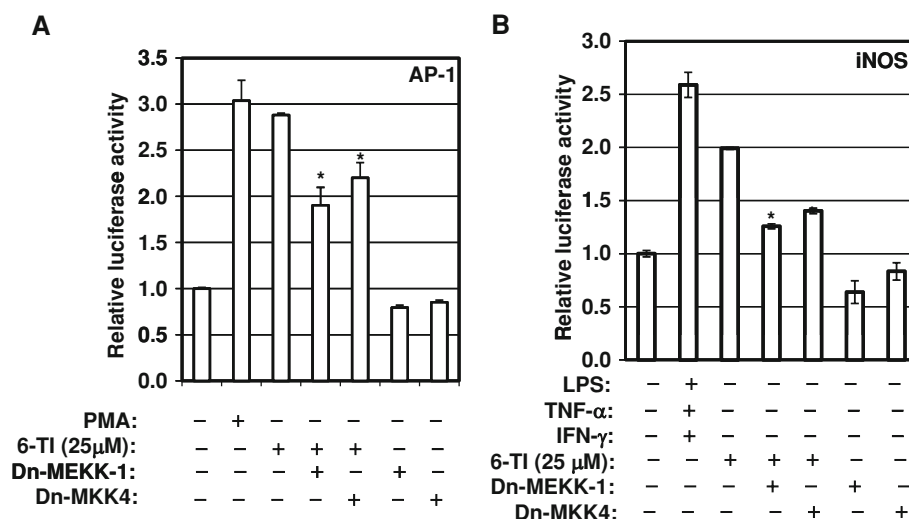 A
AP-1
Relative luciferase activity
3.5
3.0
2.5
2.0
1.5
1.0
0.5
0.0
* *
PMA: – + – – – – –
6-TI (25μM): – – + + + – –
Dn-MEKK-1: – – – + – + –
Dn-MKK4: – – – – + – +
B
iNOS
Relative luciferase activity
3.0
2.5
2.0
1.5
1.0
0.5
0.0
*
LPS: – + – – – – –
TNF-α: – + – – – – –
IFN-γ: – + – – – – –
6-TI (25 μM): – – + + + – –
Dn-MEKK-1: – – – + – + –
Dn-MKK4: – – – – + – +